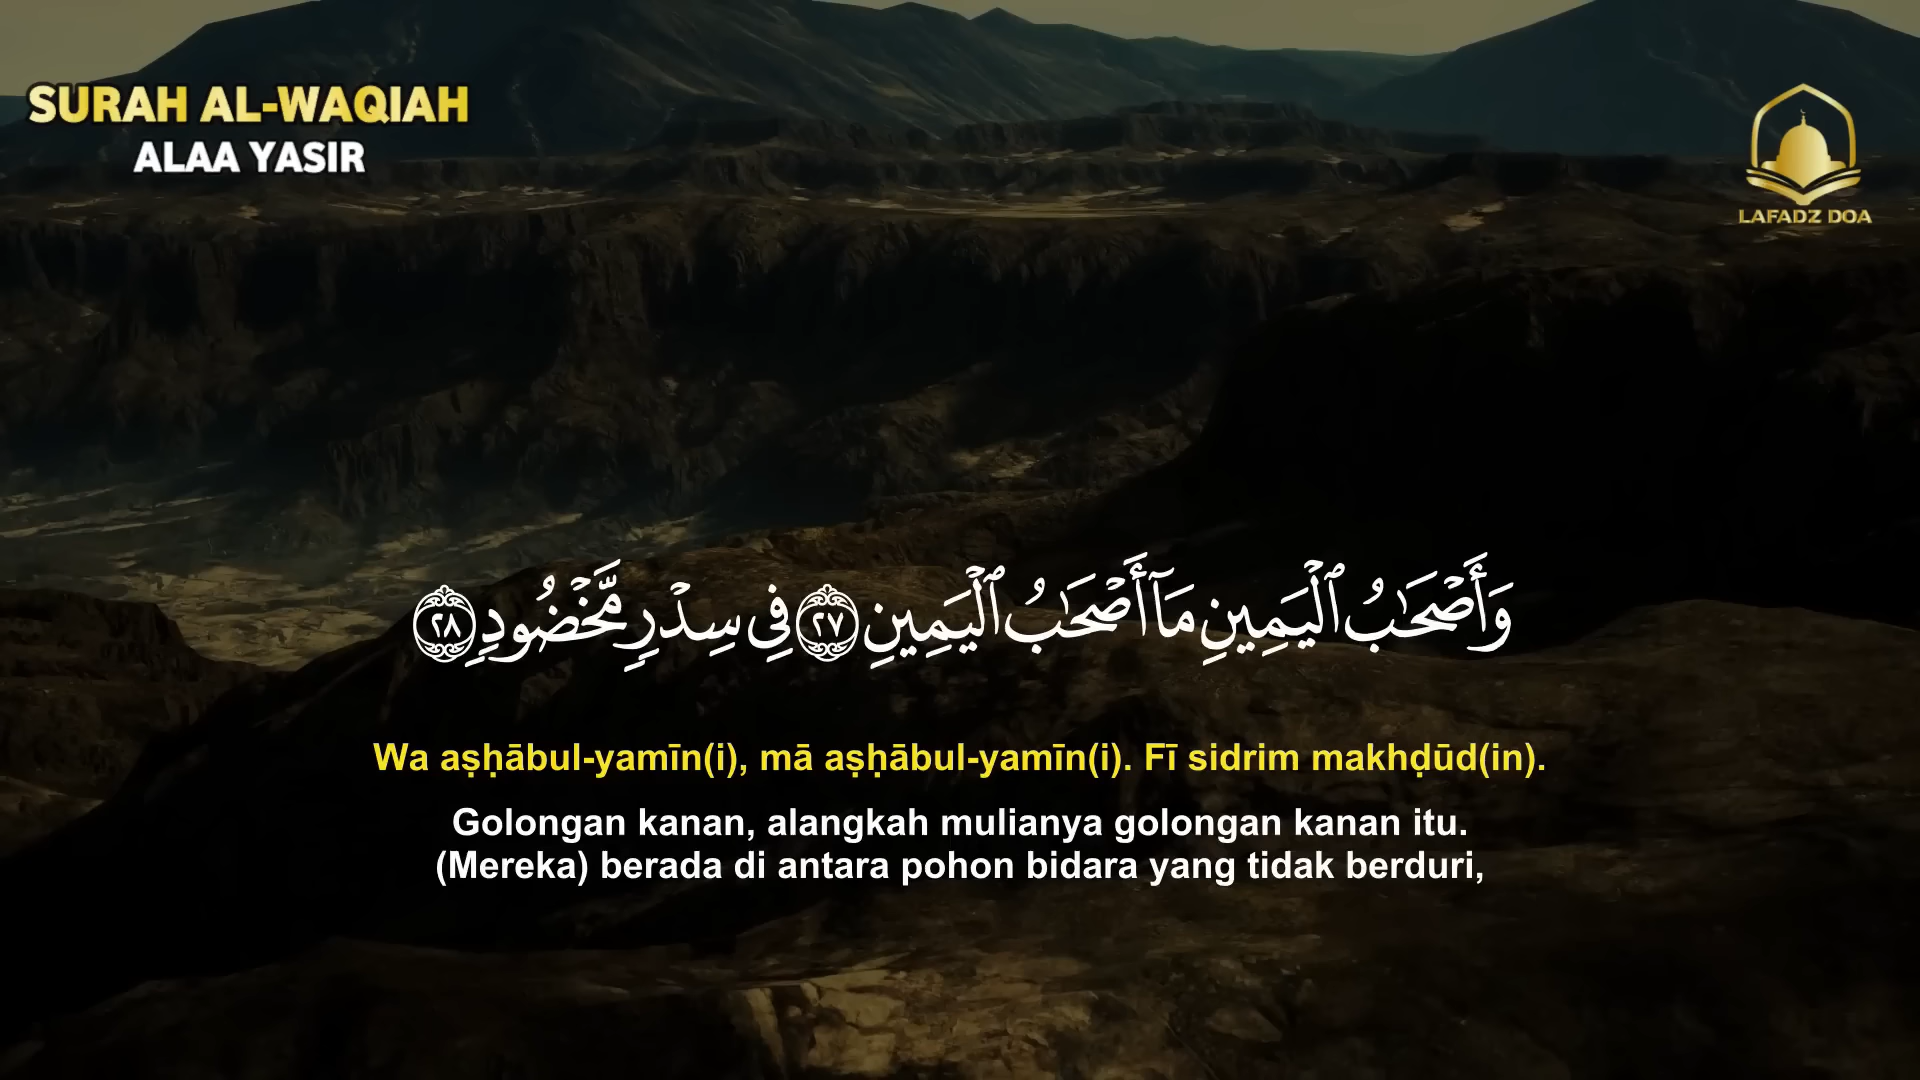 SURAH AL-WAQIAH
ALAA YASIR
LAFADZ DOA
وَأَصْحَـٰبُ ٱلْيَمِينِ مَآ أَصْحَـٰبُ ٱلْيَمِينِ ٢٧ فِى سِدْرٍ مَّخْضُودٍ ٢٨
Wa aṣḥābul-yamīn(i), mā aṣḥābul-yamīn(i). Fī sidrim makhḍūd(in).
Golongan kanan, alangkah mulianya golongan kanan itu.
(Mereka) berada di antara pohon bidara yang tidak berduri,